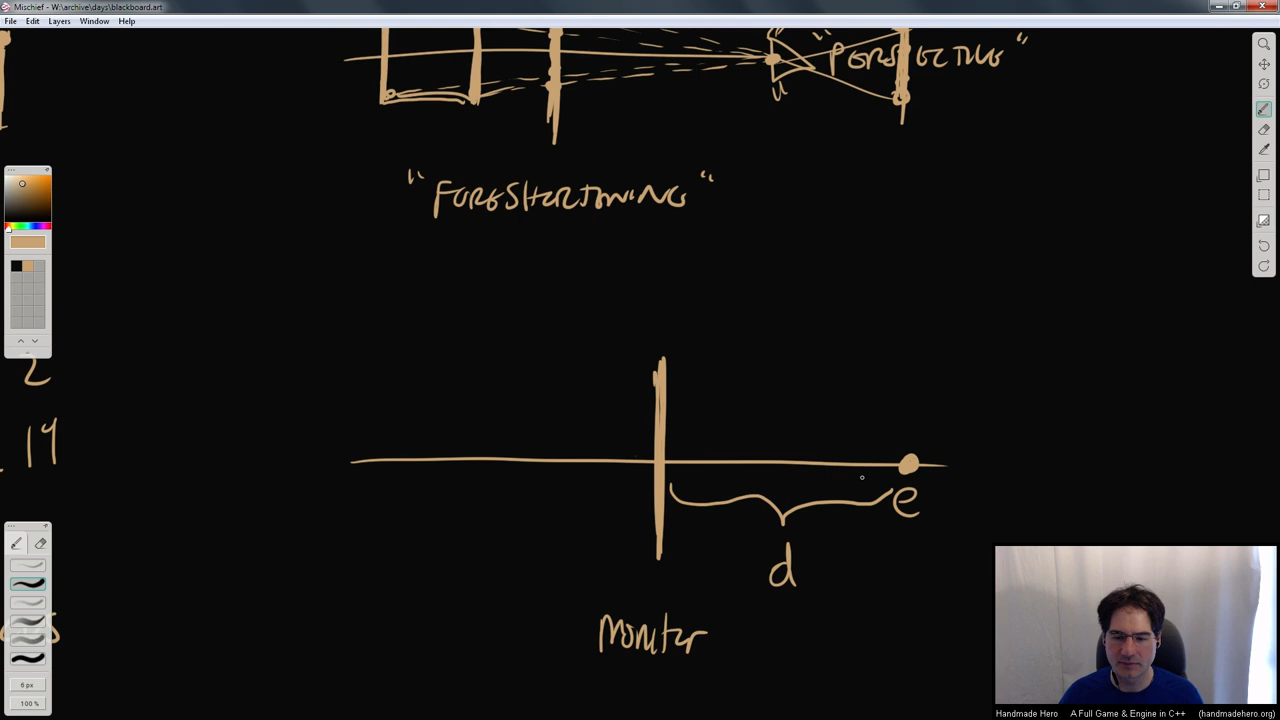 Mischief - W:\archive\days\blackboard.art
File Edit Layers Window Help
"PERSPECTIVE"
"FORESHORTENING"
2
14
e
d
MONITOR
6 px
100 %
Handmade Hero A Full Game & Engine in C++ (handmadehero.org)